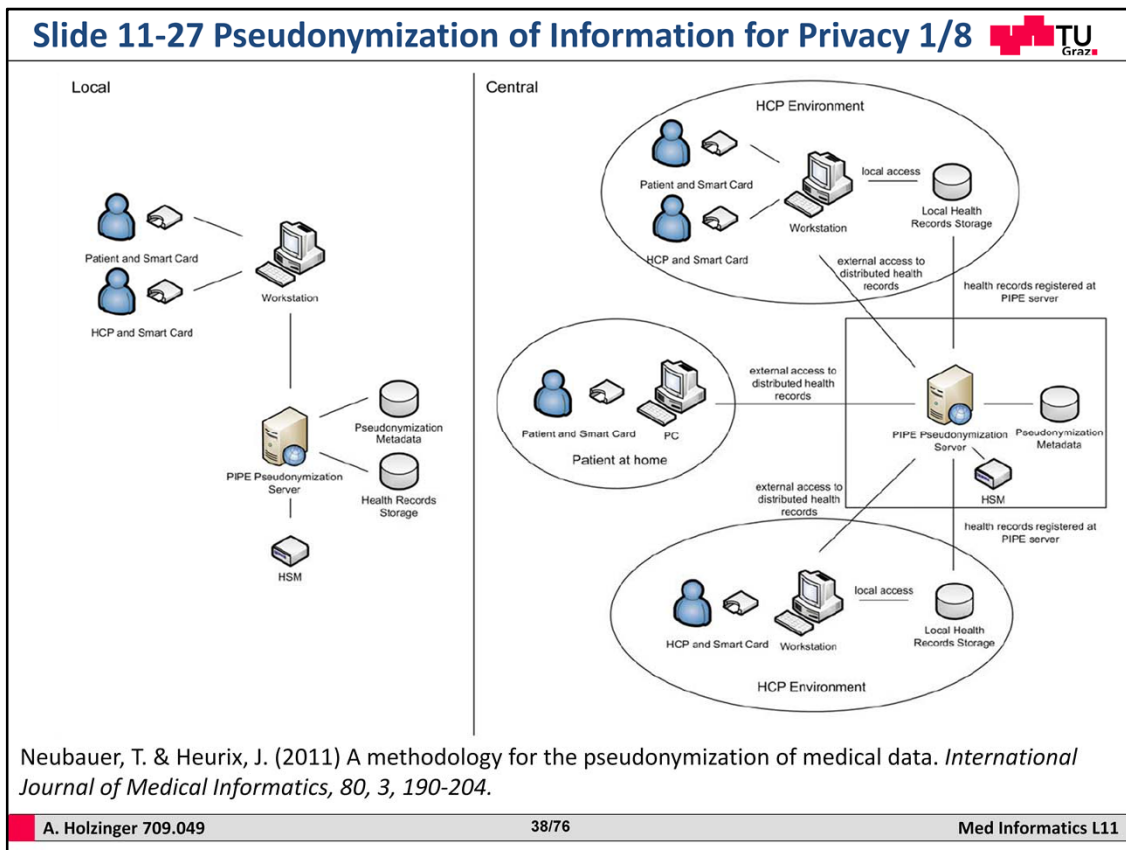 Slide 11-27 Pseudonymization of Information for Privacy 1/8
TU
Graz
Local
Patient and Smart Card
HCP and Smart Card
Workstation
PIPE Pseudonymization
Server
Pseudonymization
Metadata
Health Records
Storage
HSM
Central
HCP Environment
Patient and Smart Card
HCP and Smart Card
Workstation
local access
Local Health
Records Storage
external access to
distributed health
records
health records registered at
PIPE server
Patient and Smart Card
PC
Patient at home
external access to
distributed health
records
PIPE Pseudonymization
Server
Pseudonymization
Metadata
HSM
external access to
distributed health
records
health records registered at
PIPE server
HCP and Smart Card
Workstation
local access
Local Health
Records Storage
HCP Environment
Neubauer, T. & Heurix, J. (2011) A methodology for the pseudonymization of medical data. International
Journal of Medical Informatics, 80, 3, 190-204.
A. Holzinger 709.049
38/76
Med Informatics L11